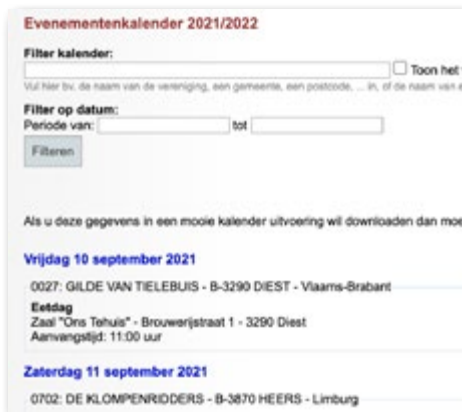 Evenementenkalender 2021/2022
Filter kalender:
Toon het
Vul hier bv. de naam van de vereniging, een gemeente, een postcode, ... in, of de naam van e
Filter op datum:
Periode van: tot
Filteren
Als u deze gegevens in een mooie kalender uitvoering wil downloaden dan moe
Vrijdag 10 september 2021
0027: GILDE VAN TIELEBUIS - B-3290 DIEST - Vlaams-Brabant
Eetdag
Zaal "Ons Tehuis" - Brouwerijstraat 1 - 3290 Diest
Aanvangstijd: 11:00 uur
Zaterdag 11 september 2021
0702: DE KLOMPENRIDDERS - B-3870 HEERS - Limburg